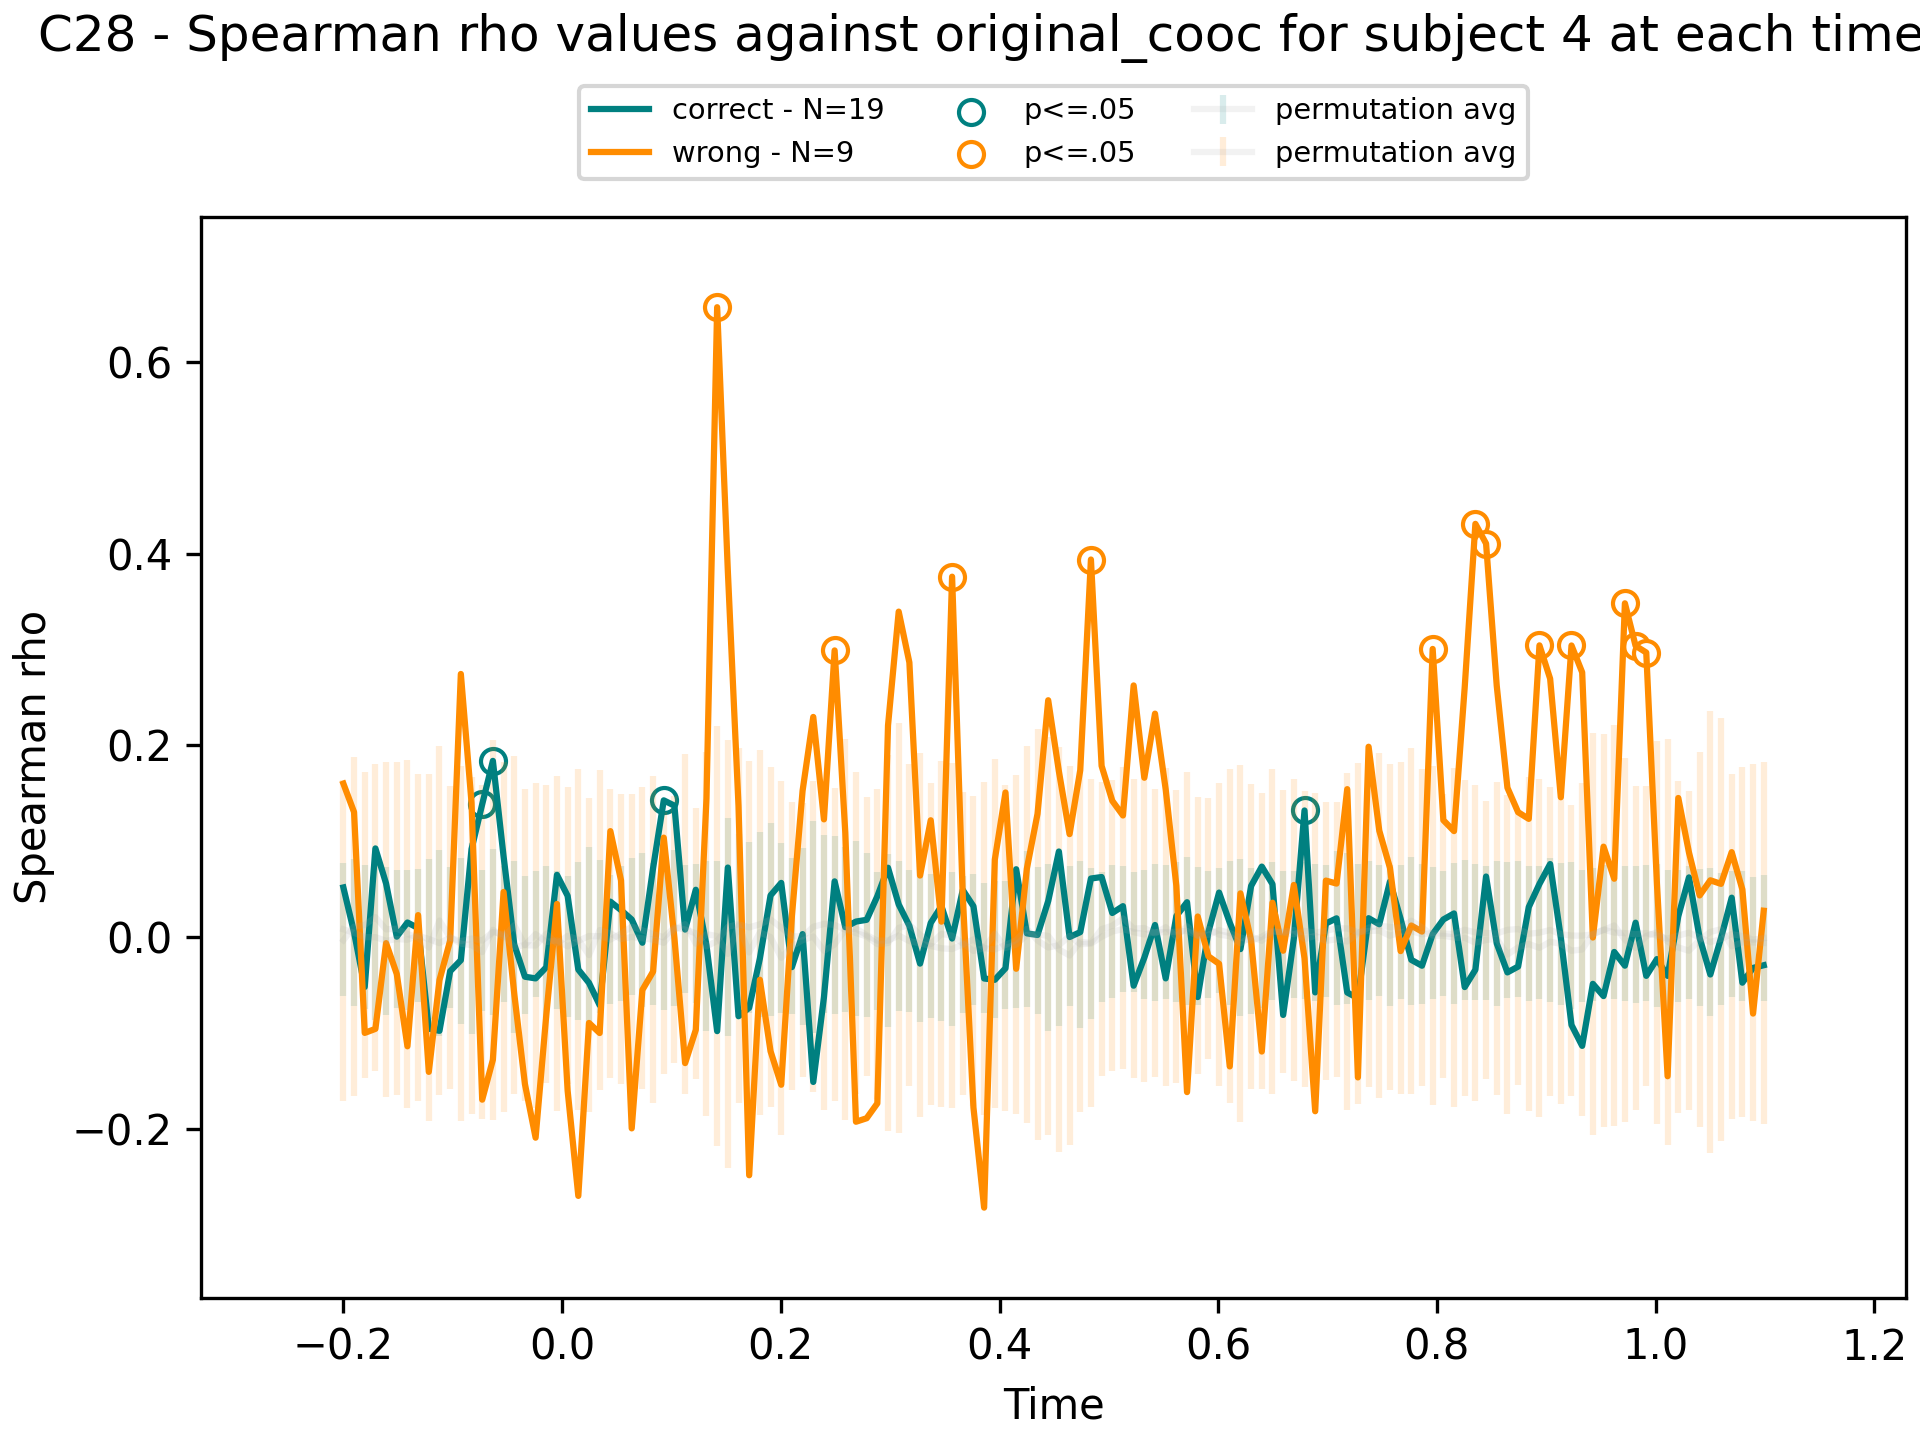 C28 - Spearman rho values against original_cooc for subject 4 at each time
correct - N=19
wrong - N=9
p<=.05
p<=.05
permutation avg
permutation avg
Spearman rho
0.6
0.4
0.2
0.0
−0.2
−0.2 0.0 0.2 0.4 0.6 0.8 1.0 1.2
Time